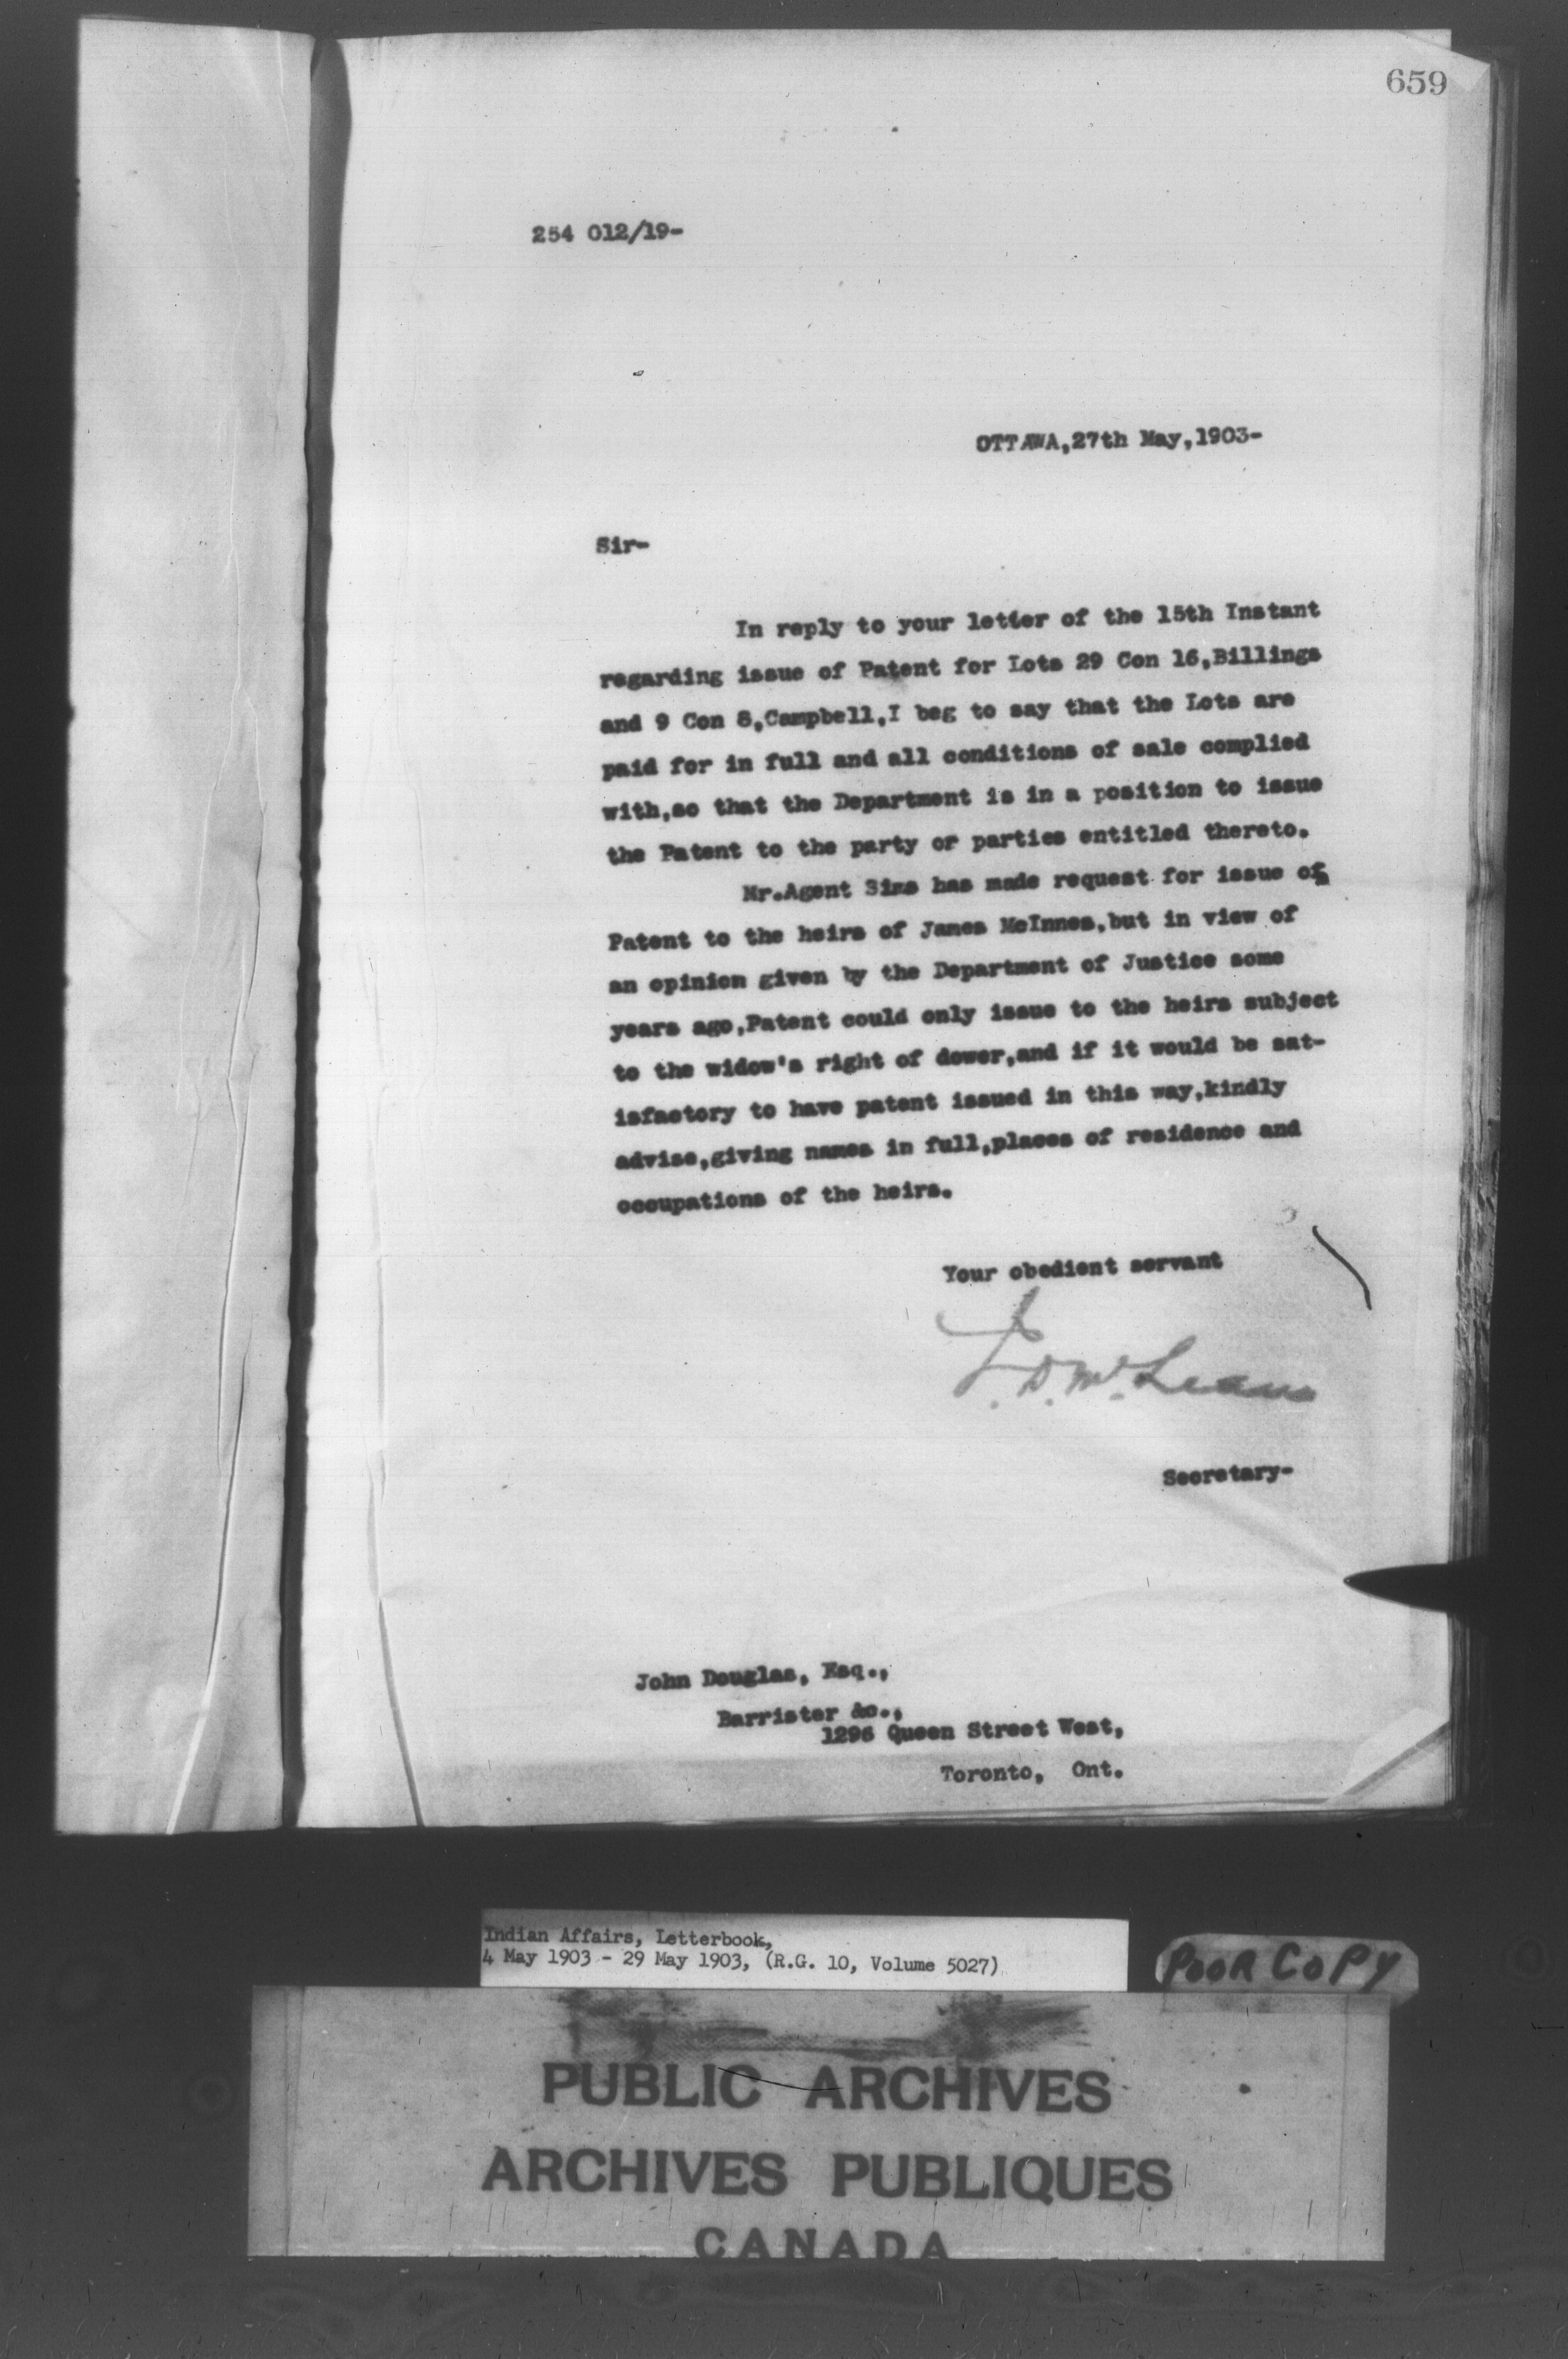 659
254 012/19-
OTTAWA,27th May,1903-
Sir-
In reply to your letter of the 15th Instant
regarding issue of Patent for Lots 29 Con 16,Billings
and 9 Con 8,Campbell,I beg to say that the Lots are
paid for in full and all conditions of sale complied
with,so that the Department is in a position to issue
the Patent to the party or parties entitled thereto.
Mr.Agent Sims has made request for issue of
Patent to the heirs of James McInnes,but in view of
an opinion given by the Department of Justice some
years ago,Patent could only issue to the heirs subject
to the widow's right of dower,and if it would be sat-
isfactory to have patent issued in this way,kindly
advise,giving names in full,places of residence and
occupations of the heirs.
Your obedient servant
J. D. McLean
Secretary-
John Douglas, Esq.,
Barrister &c.,
1296 Queen Street West,
Toronto, Ont.
Indian Affairs, Letterbook,
4 May 1903 - 29 May 1903, (R.G. 10, Volume 5027)
POOR COPY
PUBLIC ARCHIVES
ARCHIVES PUBLIQUES
CANADA